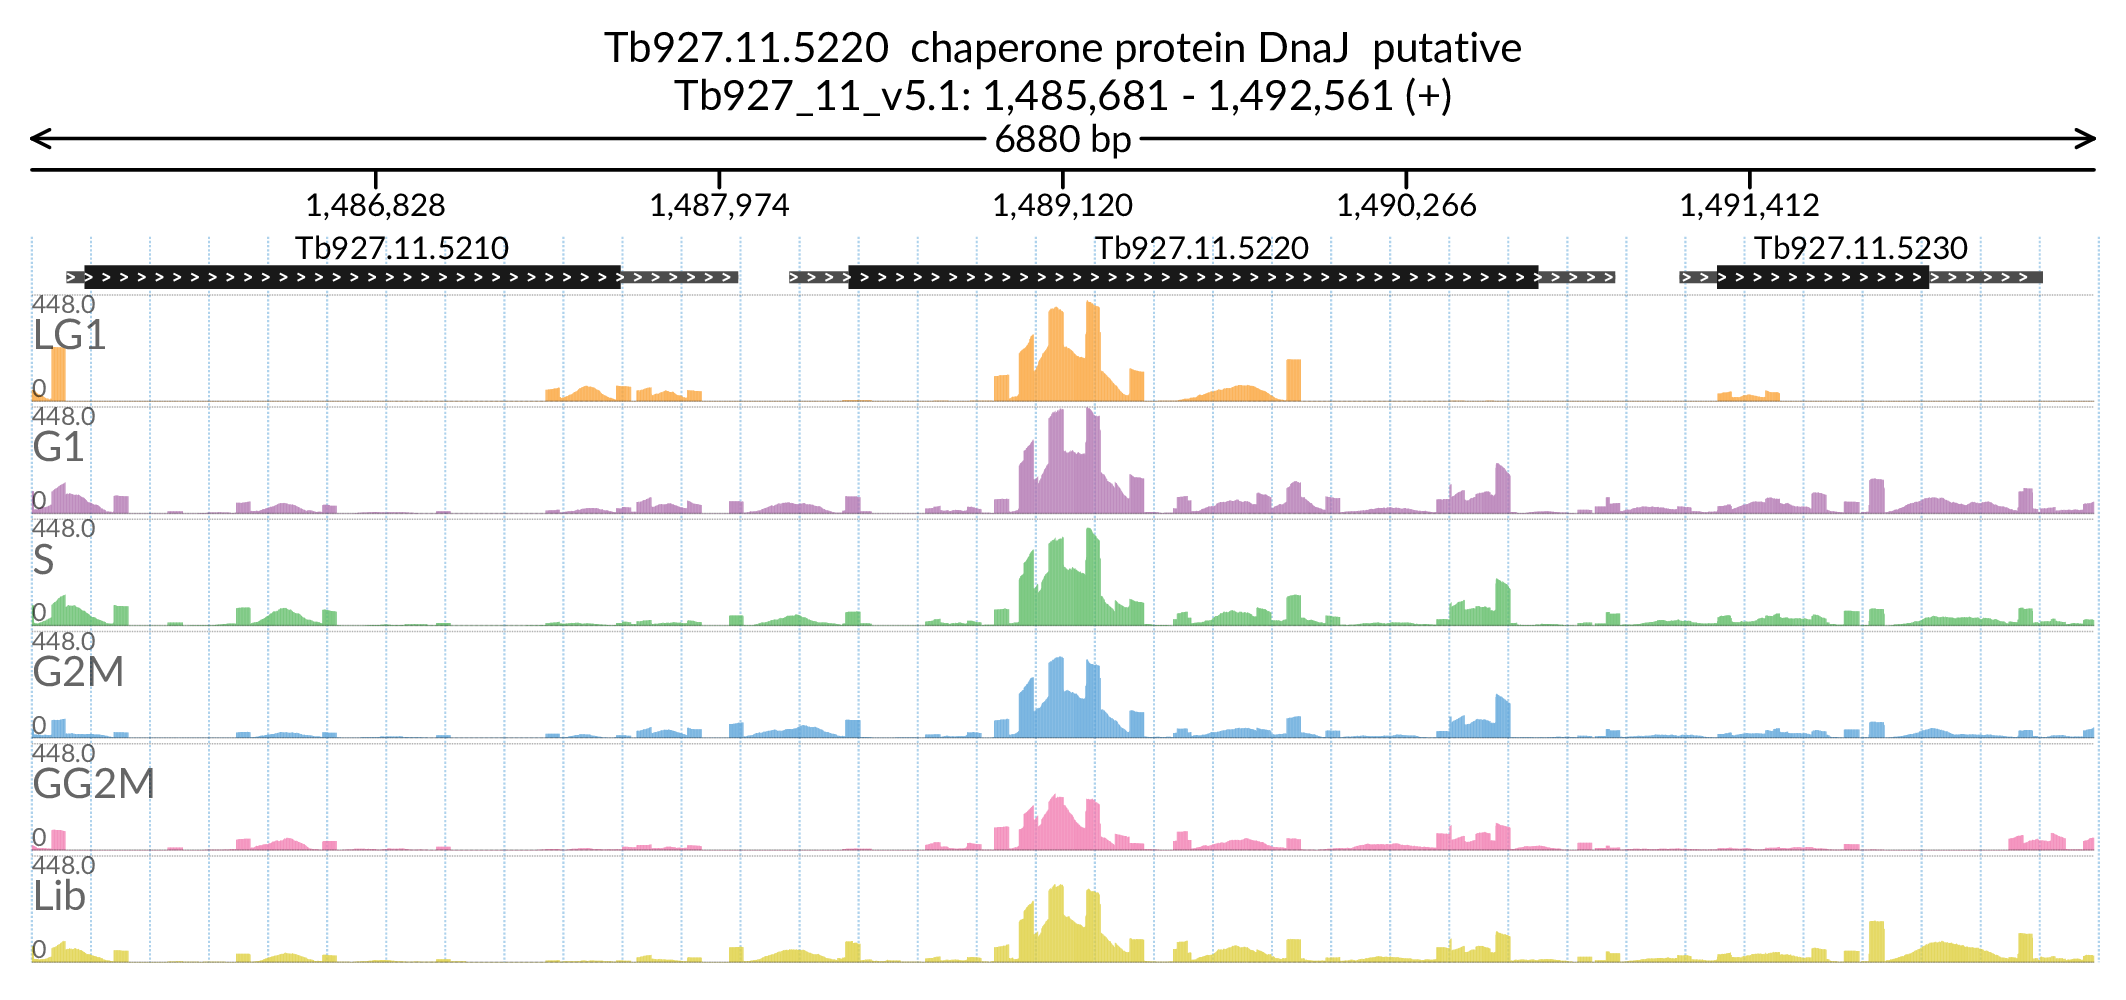 Tb927.11.5220 chaperone protein DnaJ putative
Tb927_11_v5.1: 1,485,681 - 1,492,561 (+)
6880 bp
1,486,828 1,487,974 1,489,120 1,490,266 1,491,412
Tb927.11.5210 Tb927.11.5220 Tb927.11.5230
448.0
LG1
0
448.0
G1
0
448.0
S
0
448.0
G2M
0
448.0
GG2M
0
448.0
Lib
0